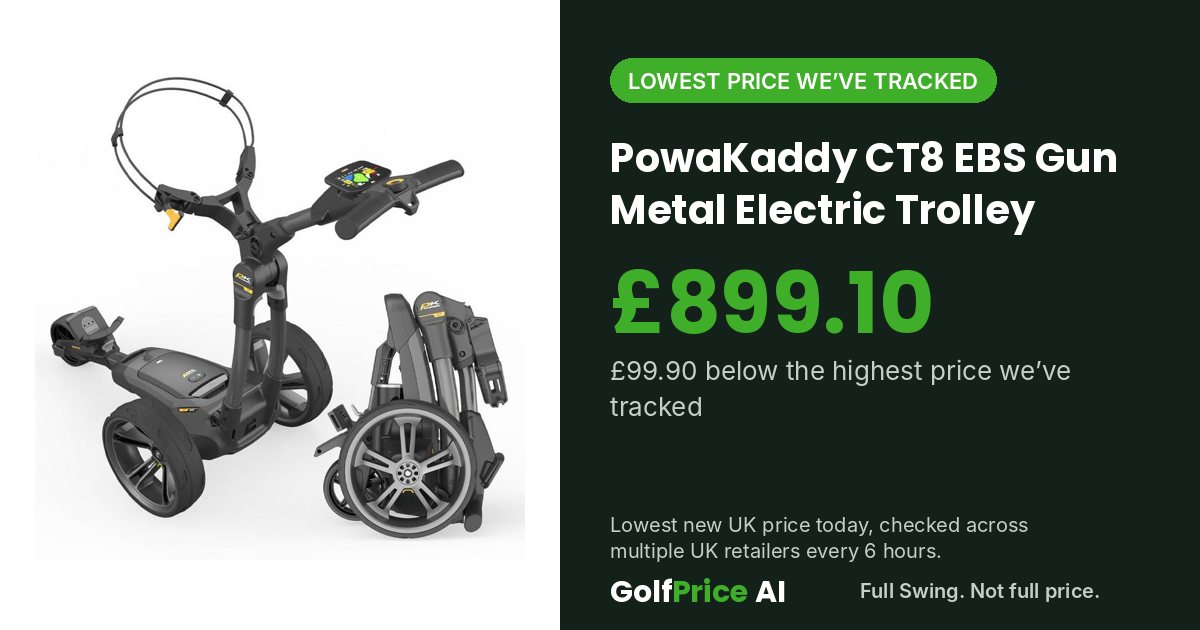 LOWEST PRICE WE’VE TRACKED
PowaKaddy CT8 EBS Gun
Metal Electric Trolley
£899.10
£99.90 below the highest price we’ve
tracked
Lowest new UK price today, checked across
multiple UK retailers every 6 hours.
GolfPrice AI
Full Swing. Not full price.